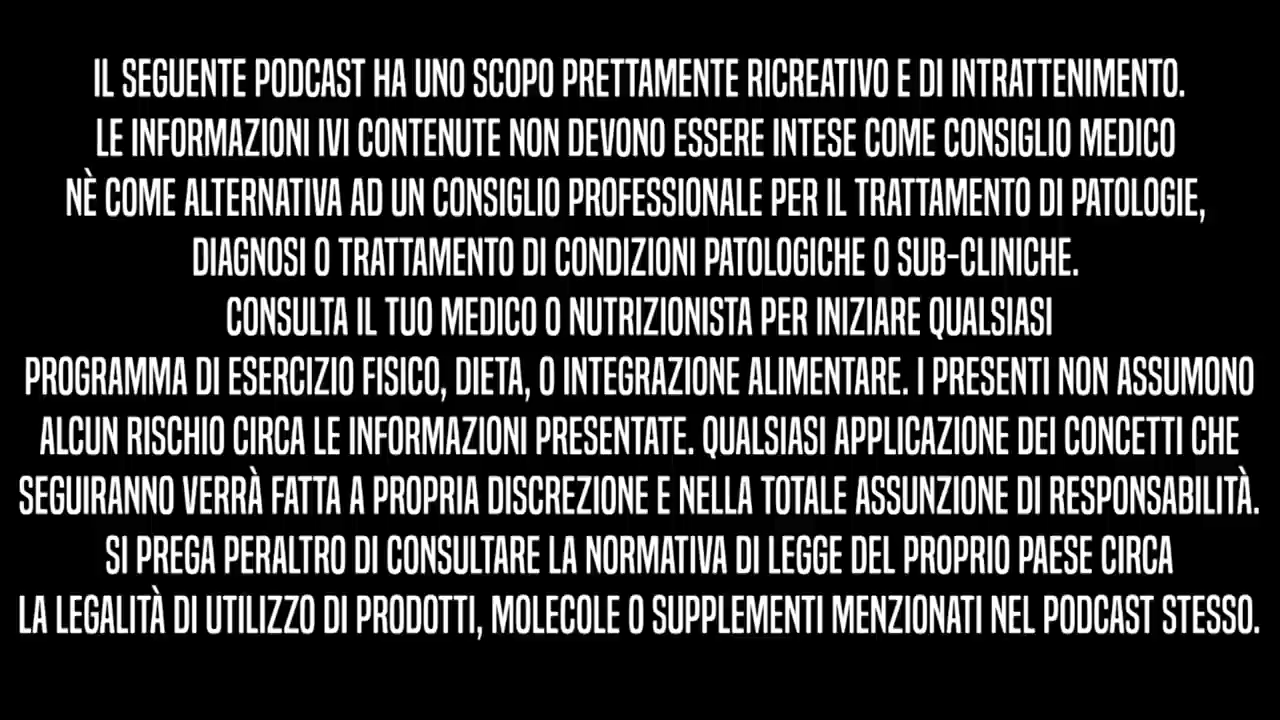 IL SEGUENTE PODCAST HA UNO SCOPO PRETTAMENTE RICREATIVO E DI INTRATTENIMENTO.
LE INFORMAZIONI IVI CONTENUTE NON DEVONO ESSERE INTESE COME CONSIGLIO MEDICO
NÈ COME ALTERNATIVA AD UN CONSIGLIO PROFESSIONALE PER IL TRATTAMENTO DI PATOLOGIE,
DIAGNOSI O TRATTAMENTO DI CONDIZIONI PATOLOGICHE O SUB-CLINICHE.
CONSULTA IL TUO MEDICO O NUTRIZIONISTA PER INIZIARE QUALSIASI
PROGRAMMA DI ESERCIZIO FISICO, DIETA, O INTEGRAZIONE ALIMENTARE. I PRESENTI NON ASSUMONO
ALCUN RISCHIO CIRCA LE INFORMAZIONI PRESENTATE. QUALSIASI APPLICAZIONE DEI CONCETTI CHE
SEGUIRANNO VERRÀ FATTA A PROPRIA DISCREZIONE E NELLA TOTALE ASSUNZIONE DI RESPONSABILITÀ.
SI PREGA PERALTRO DI CONSULTARE LA NORMATIVA DI LEGGE DEL PROPRIO PAESE CIRCA
LA LEGALITÀ DI UTILIZZO DI PRODOTTI, MOLECOLE O SUPPLEMENTI MENZIONATI NEL PODCAST STESSO.